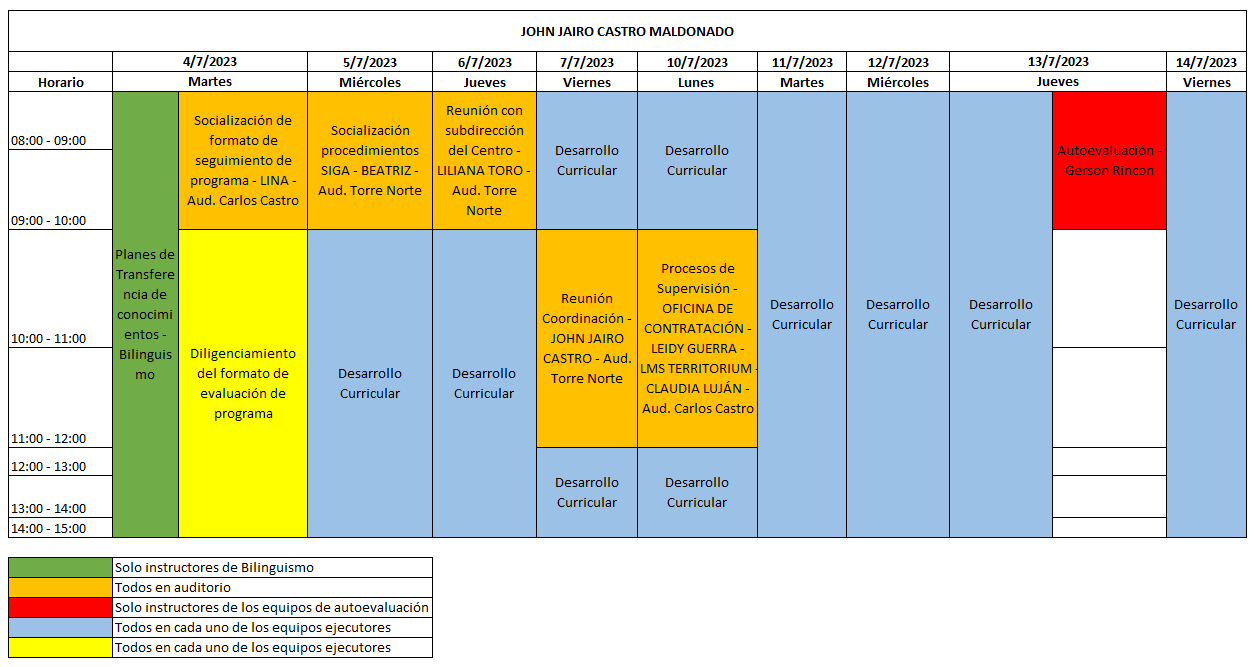 JOHN JAIRO CASTRO MALDONADO
4/7/2023 5/7/2023 6/7/2023 7/7/2023 10/7/2023 11/7/2023 12/7/2023 13/7/2023 14/7/2023
Horario Martes Miércoles Jueves Viernes Lunes Martes Miércoles Jueves Viernes
08:00 - 09:00
09:00 - 10:00
10:00 - 11:00
11:00 - 12:00
12:00 - 13:00
13:00 - 14:00
14:00 - 15:00
Planes de
Transfere
ncia de
conocimi
entos -
Bilinguis
mo
Socialización de
formato de
seguimiento de
programa - LINA -
Aud. Carlos Castro
Diligenciamiento
del formato de
evaluación de
programa
Socialización
procedimientos
SIGA - BEATRIZ -
Aud. Torre Norte
Desarrollo
Curricular
Reunión con
subdirección
del Centro -
LILIANA TORO -
Aud. Torre
Norte
Desarrollo
Curricular
Desarrollo
Curricular
Reunión
Coordinación -
JOHN JAIRO
CASTRO - Aud.
Torre Norte
Desarrollo
Curricular
Desarrollo
Curricular
Procesos de
Supervisión -
OFICINA DE
CONTRATACIÓN -
LEIDY GUERRA -
LMS TERRITORIUM -
CLAUDIA LUJÁN -
Aud. Carlos Castro
Desarrollo
Curricular
Desarrollo
Curricular
Desarrollo
Curricular
Desarrollo
Curricular
Autoevaluación -
Gerson Rincon
Desarrollo
Curricular
Solo instructores de Bilinguismo
Todos en auditorio
Solo instructores de los equipos de autoevaluación
Todos en cada uno de los equipos ejecutores
Todos en cada uno de los equipos ejecutores